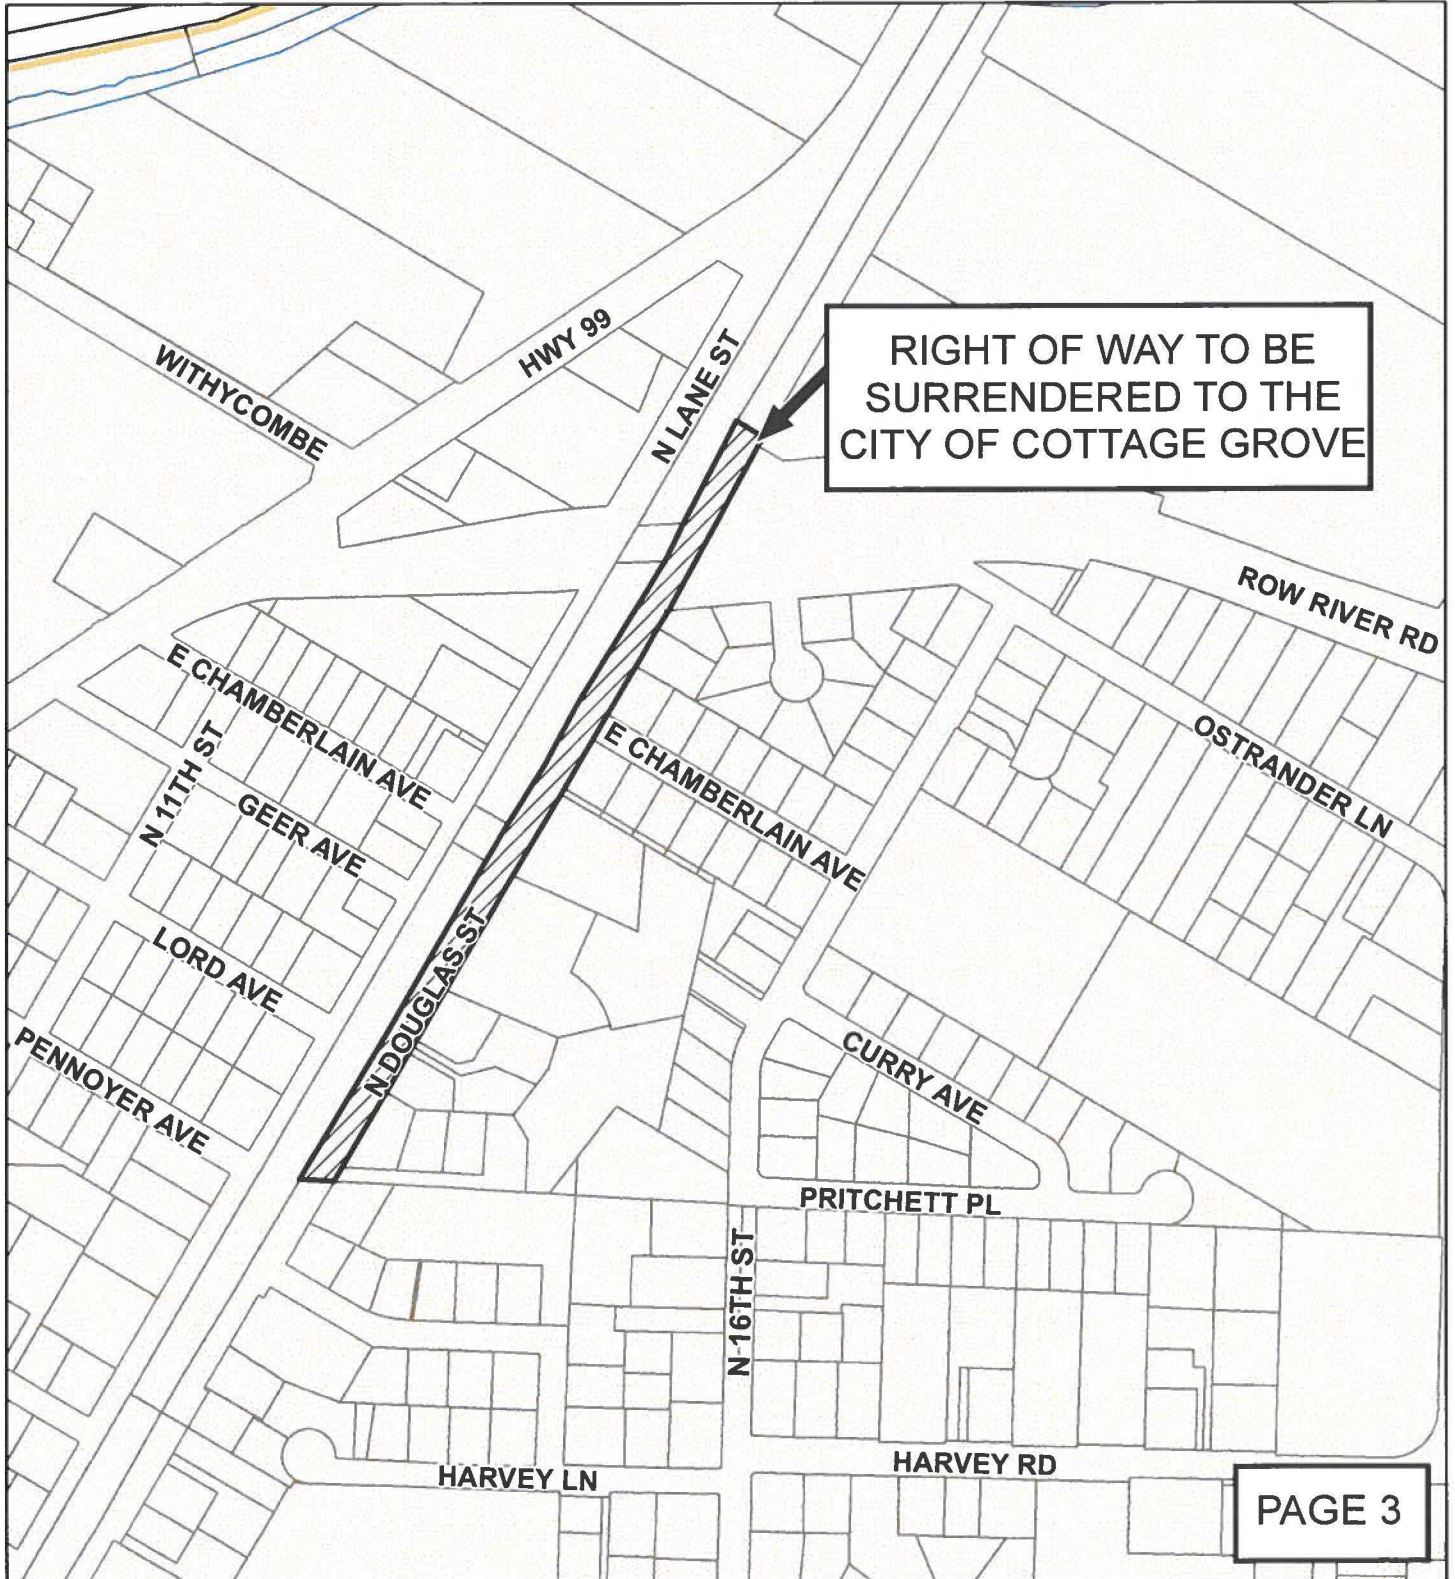 HWY 99
N LANE ST
RIGHT OF WAY TO BE
SURRENDERED TO THE
CITY OF COTTAGE GROVE
WITHYCOMBE
ROW RIVER RD
E CHAMBERLAIN AVE
N 11TH ST
GEER AVE
E CHAMBERLAIN AVE
OSTRANDER LN
LORD AVE
N DOUGLAS ST
PENNOYER AVE
CURRY AVE
PRITCHETT PL
N 16TH ST
HARVEY LN
HARVEY RD
PAGE 3